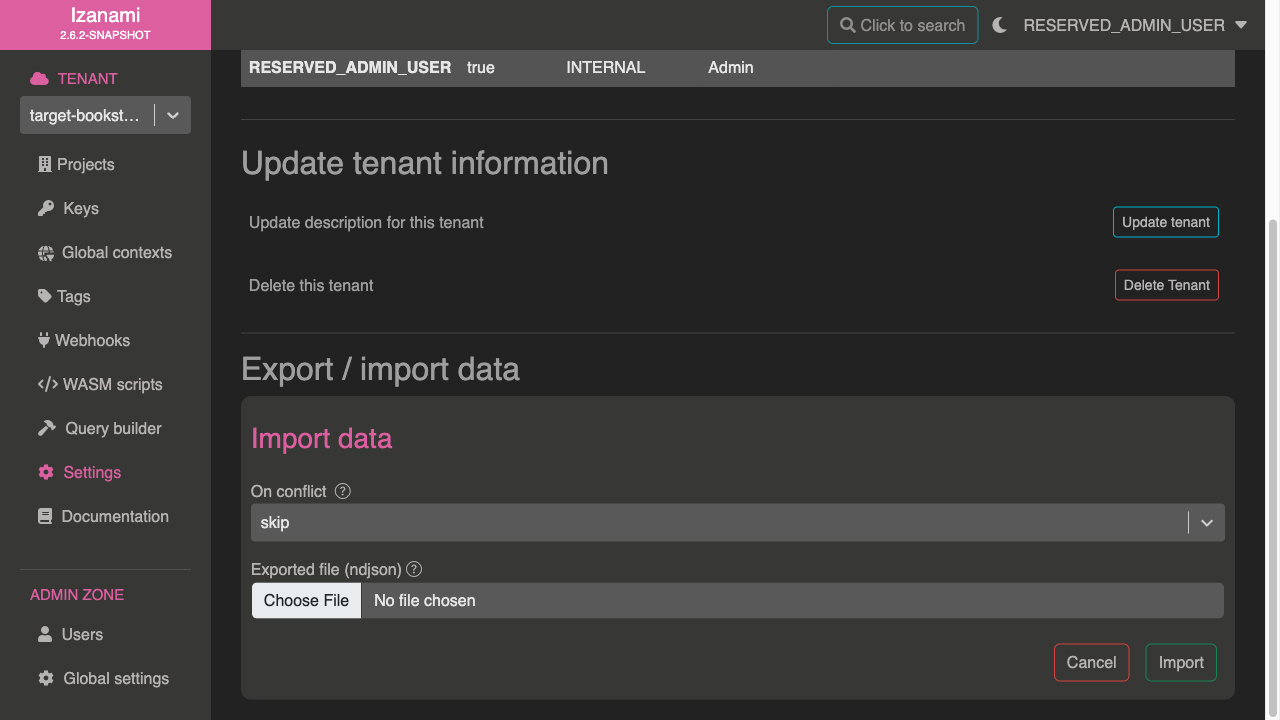 Izanami
2.6.2-SNAPSHOT
Click to search
RESERVED_ADMIN_USER
TENANT
target-bookst...
Projects
Keys
Global contexts
Tags
Webhooks
WASM scripts
Query builder
Settings
Documentation
ADMIN ZONE
Users
Global settings
RESERVED_ADMIN_USER true INTERNAL Admin
Update tenant information
Update description for this tenant Update tenant
Delete this tenant Delete Tenant
Export / import data
Import data
On conflict
skip
Exported file (ndjson)
Choose File No file chosen
Cancel Import